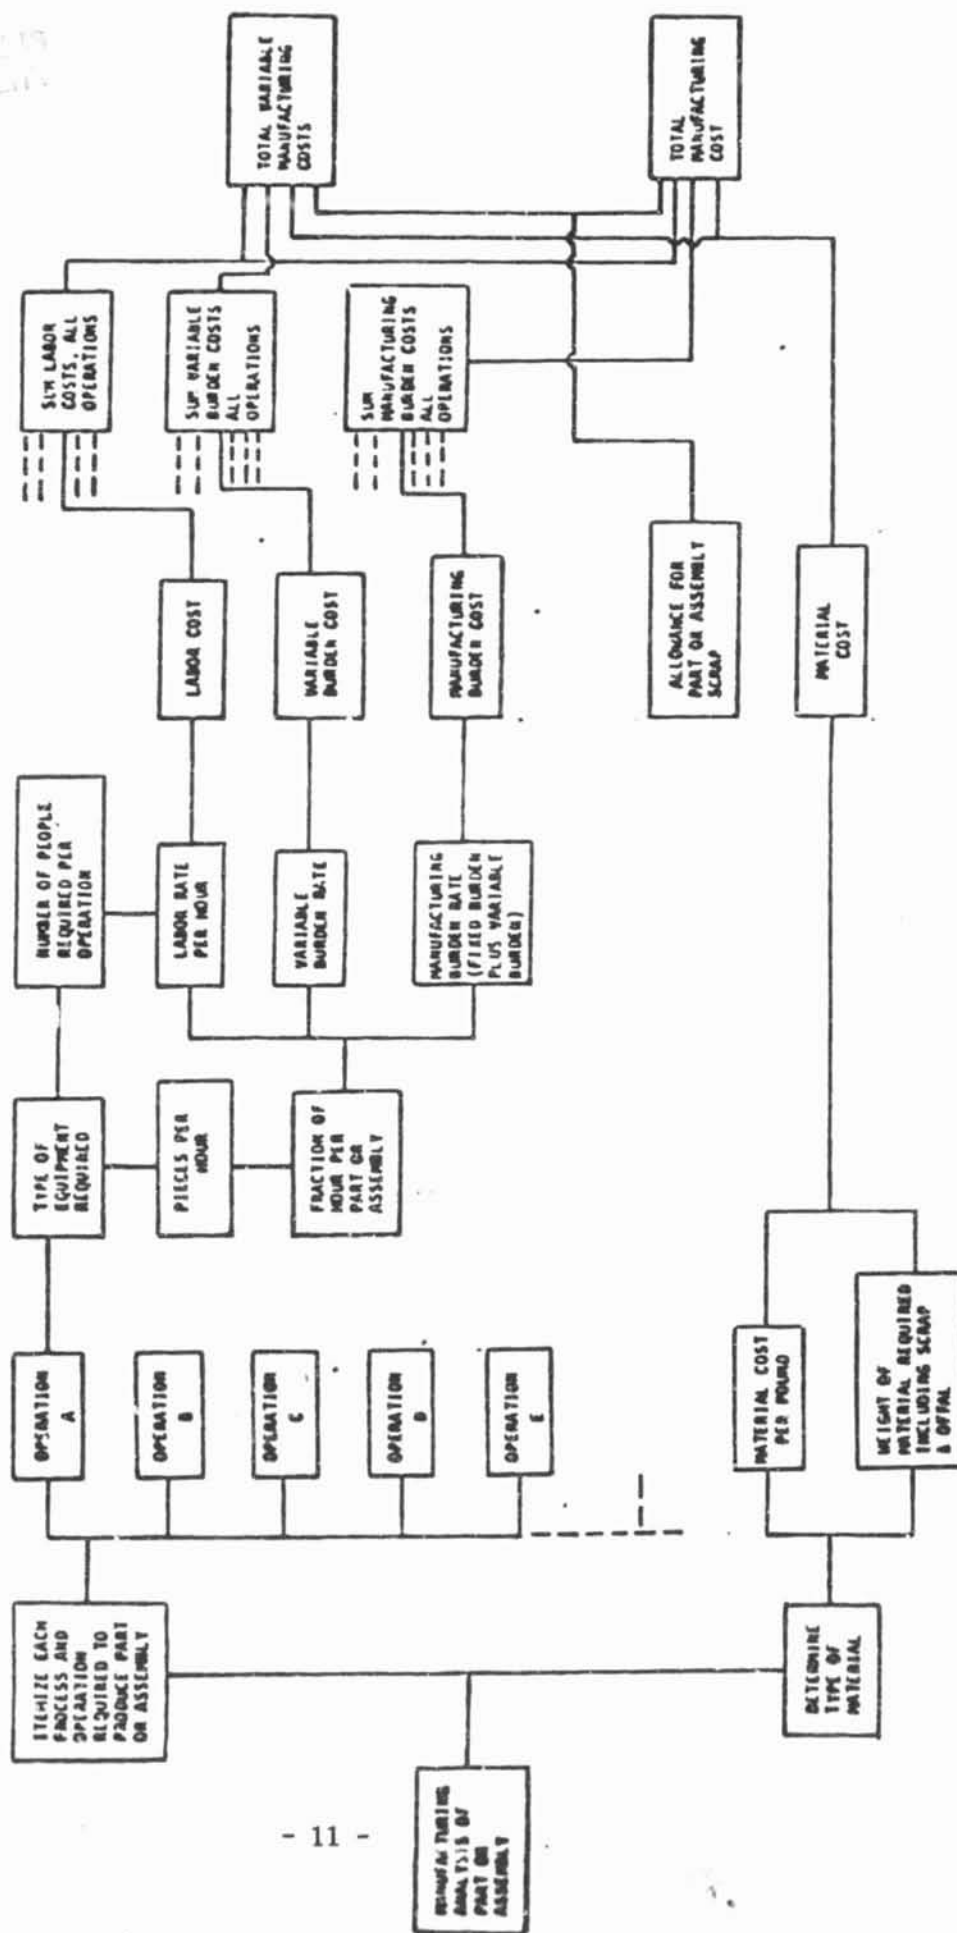 MANUFACTURING
ANALYSIS OF
PART OR
ASSEMBLY
ITEMIZE EACH
PROCESS AND
OPERATION
REQUIRED TO
PRODUCE PART
OR ASSEMBLY
DETERMINE
TYPE OF
MATERIAL
OPERATION
A
OPERATION
B
OPERATION
C
OPERATION
D
OPERATION
E
MATERIAL COST
PER POUND
WEIGHT OF
MATERIAL REQUIRED
INCLUDING SCRAP
& OFFAL
TYPE OF
EQUIPMENT
REQUIRED
PIECES PER
HOUR
FRACTION OF
HOUR PER
PART OR
ASSEMBLY
NUMBER OF PEOPLE
REQUIRED PER
OPERATION
LABOR RATE
PER HOUR
VARIABLE
BURDEN RATE
MANUFACTURING
BURDEN RATE
(FIXED BURDEN
PLUS VARIABLE
BURDEN)
LABOR COST
VARIABLE
BURDEN COST
MANUFACTURING
BURDEN COST
ALLOWANCE FOR
PART OR ASSEMBLY
SCRAP
MATERIAL
COST
SUM LABOR
COSTS, ALL
OPERATIONS
SUM VARIABLE
BURDEN COSTS
ALL
OPERATIONS
SUM
MANUFACTURING
BURDEN COSTS
ALL
OPERATIONS
TOTAL VARIABLE
MANUFACTURING
COSTS
TOTAL
MANUFACTURING
COST
- 11 -